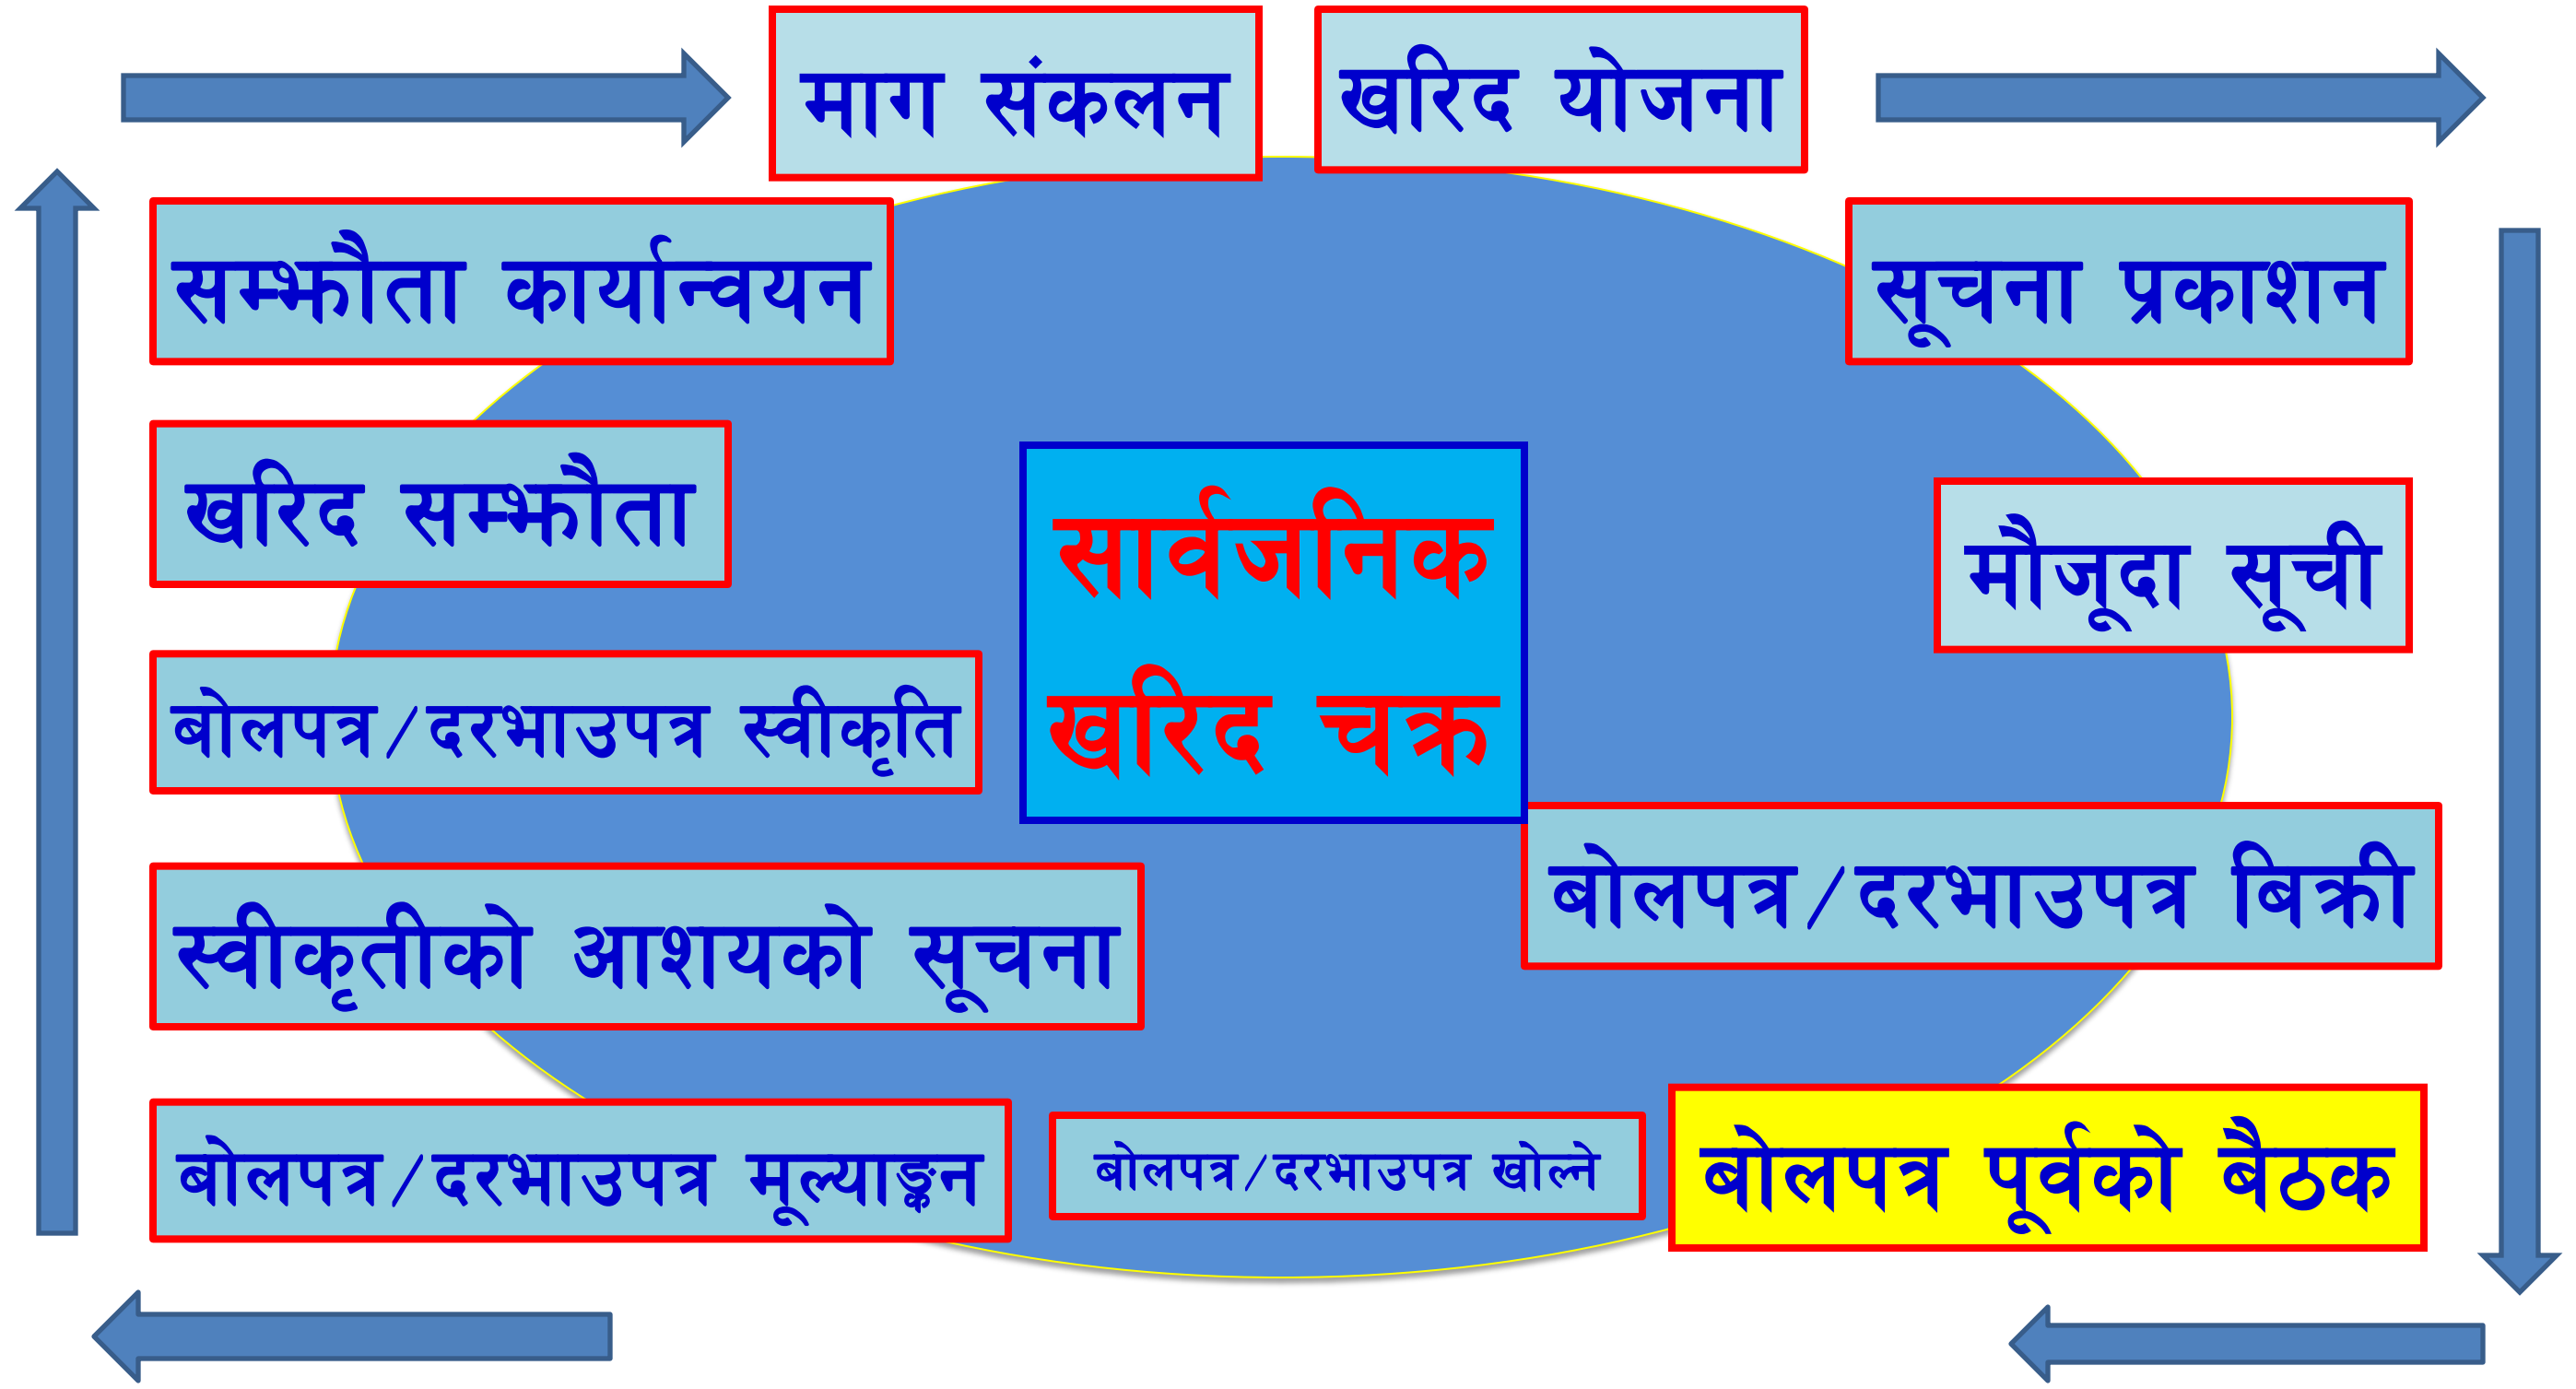 माग संकलन
खरिद योजना
सूचना प्रकाशन
मौजूदा सूची
बोलपत्र/दरभाउपत्र बिक्री
बोलपत्र पूर्वको बैठक
बोलपत्र/दरभाउपत्र खोल्ने
बोलपत्र/दरभाउपत्र मूल्याङ्कन
स्वीकृतीको आशयको सूचना
बोलपत्र/दरभाउपत्र स्वीकृति
खरिद सम्झौता
सम्झौता कार्यान्वयन
सार्वजनिक
खरिद चक्र